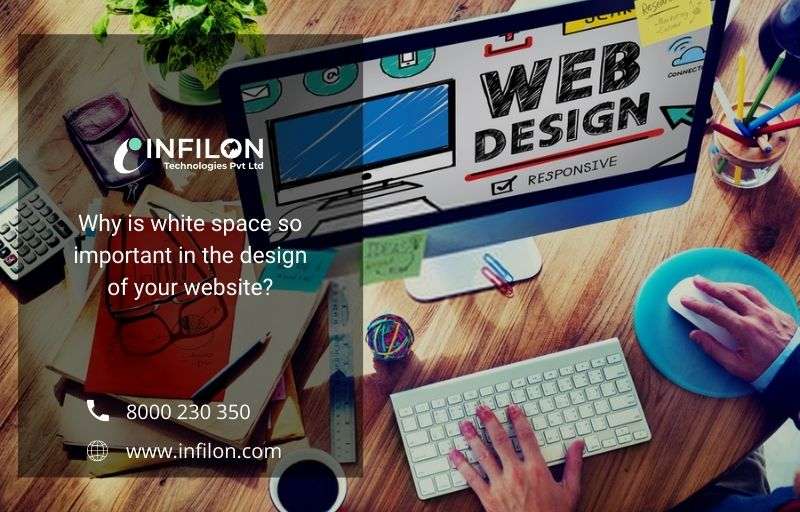 INFILON
Technologies Pvt Ltd
Why is white space so
important in the design
of your website?
8000 230 350
www.infilon.com
WEB
DESIGN
RESPONSIVE
CONNECT
IDEAS